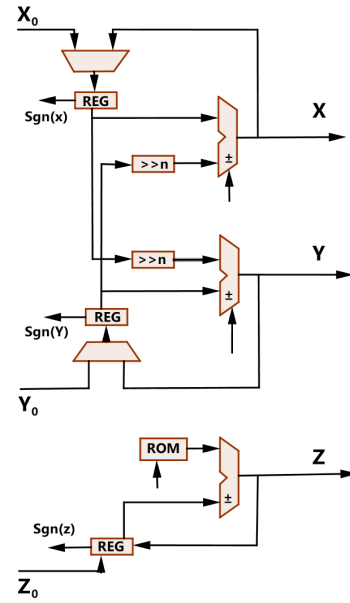 X₀
REG
Sgn(x)
X
>>n
±
>>n
Y
±
REG
Sgn(Y)
Y₀
ROM
Z
±
Sgn(z)
REG
Z₀